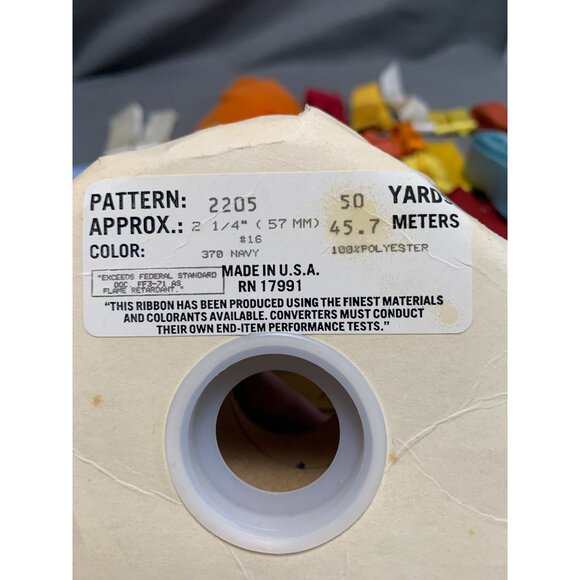 PATTERN: 2205 50 YARDS
APPROX.: 2 1/4" ( 57 MM) 45.7 METERS
#16
COLOR: 370 NAVY 100%POLYESTER
"EXCEEDS FEDERAL STANDARD
DOC FF3-71 AS
FLAME RETARDANT."
MADE IN U.S.A.
RN 17991
"THIS RIBBON HAS BEEN PRODUCED USING THE FINEST MATERIALS
AND COLORANTS AVAILABLE. CONVERTERS MUST CONDUCT
THEIR OWN END-ITEM PERFORMANCE TESTS."